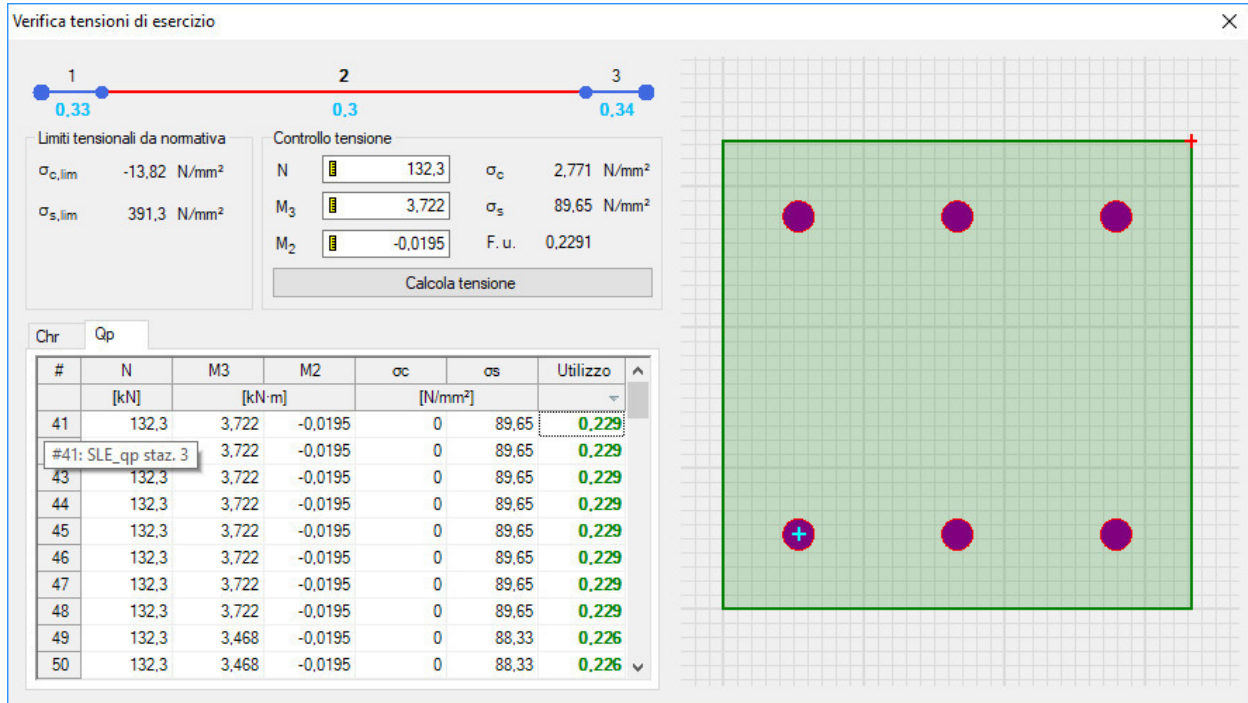 Verifica tensioni di esercizio
1 2 3
0,33 0,3 0,34
Limiti tensionali da normativa
σc,lim -13,82 N/mm²
σs,lim 391,3 N/mm²
Controllo tensione
N 132,3 σc 2,771 N/mm²
M3 3,722 σs 89,65 N/mm²
M2 -0,0195 F. u. 0,2291
Calcola tensione
Chr Qp
# N M3 M2 σc σs Utilizzo
[kN] [kN·m] [N/mm²]
41 132,3 3,722 -0,0195 0 89,65 0,229
#41: SLE_qp staz. 3 3,722 -0,0195 0 89,65 0,229
43 132,3 3,722 -0,0195 0 89,65 0,229
44 132,3 3,722 -0,0195 0 89,65 0,229
45 132,3 3,722 -0,0195 0 89,65 0,229
46 132,3 3,722 -0,0195 0 89,65 0,229
47 132,3 3,722 -0,0195 0 89,65 0,229
48 132,3 3,722 -0,0195 0 89,65 0,229
49 132,3 3,468 -0,0195 0 88,33 0,226
50 132,3 3,468 -0,0195 0 88,33 0,226